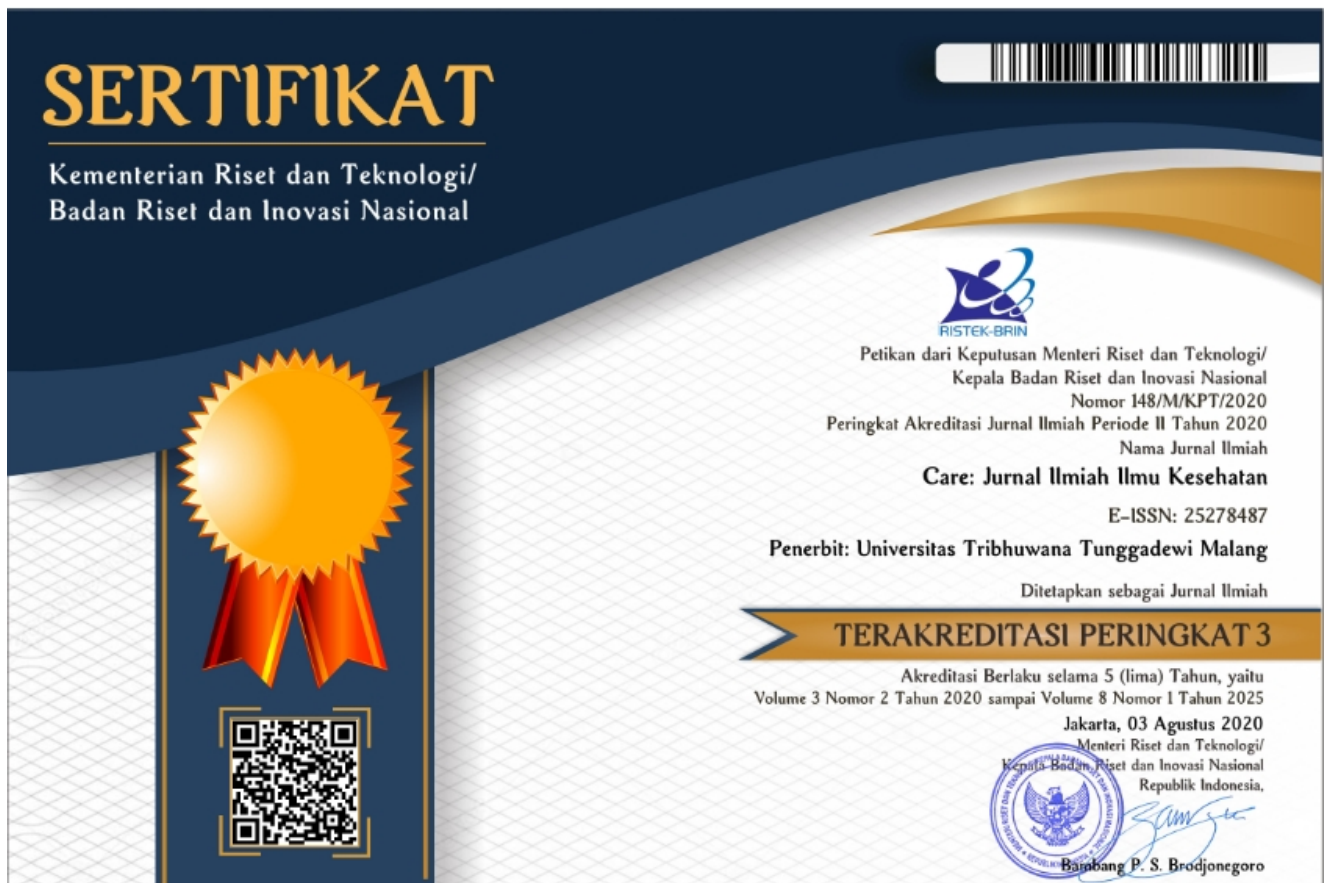 SERTIFIKAT
Kementerian Riset dan Teknologi/
Badan Riset dan Inovasi Nasional
RISTEK-BRIN
Petikan dari Keputusan Menteri Riset dan Teknologi/
Kepala Badan Riset dan Inovasi Nasional
Nomor 148/M/KPT/2020
Peringkat Akreditasi Jurnal Ilmiah Periode II Tahun 2020
Nama Jurnal Ilmiah
Care: Jurnal Ilmiah Ilmu Kesehatan
E-ISSN: 25278487
Penerbit: Universitas Tribhuwana Tunggadewi Malang
Ditetapkan sebagai Jurnal Ilmiah
TERAKREDITASI PERINGKAT 3
Akreditasi Berlaku selama 5 (lima) Tahun, yaitu
Volume 3 Nomor 2 Tahun 2020 sampai Volume 8 Nomor 1 Tahun 2025
Jakarta, 03 Agustus 2020
Menteri Riset dan Teknologi/
Kepala Badan Riset dan Inovasi Nasional
Republik Indonesia,
Bambang P. S. Brodjonegoro